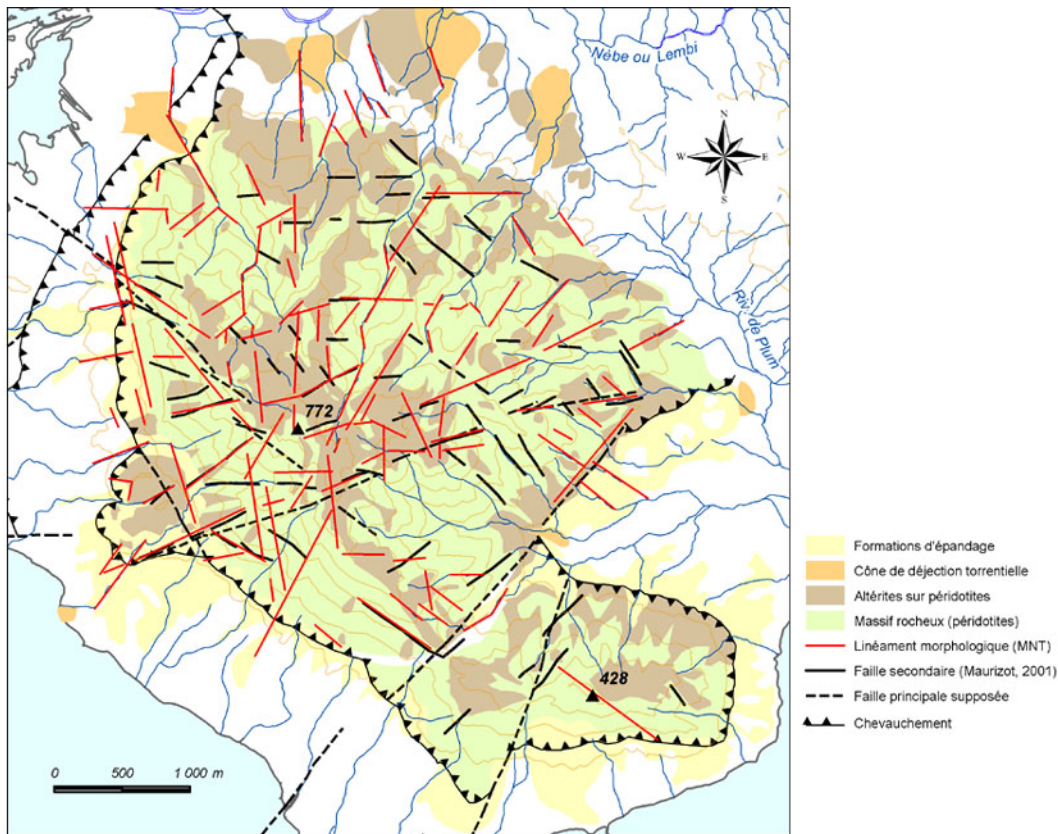 Nébe ou Lembi
N
W
E
S
Riv. de Plum
772
428
0 500 1 000 m
Formations d'épandage
Cône de déjection torrentielle
Altérites sur péridotites
Massif rocheux (péridotites)
Linéament morphologique (MNT)
Faille secondaire (Maurizot, 2001)
Faille principale supposée
Chevauchement